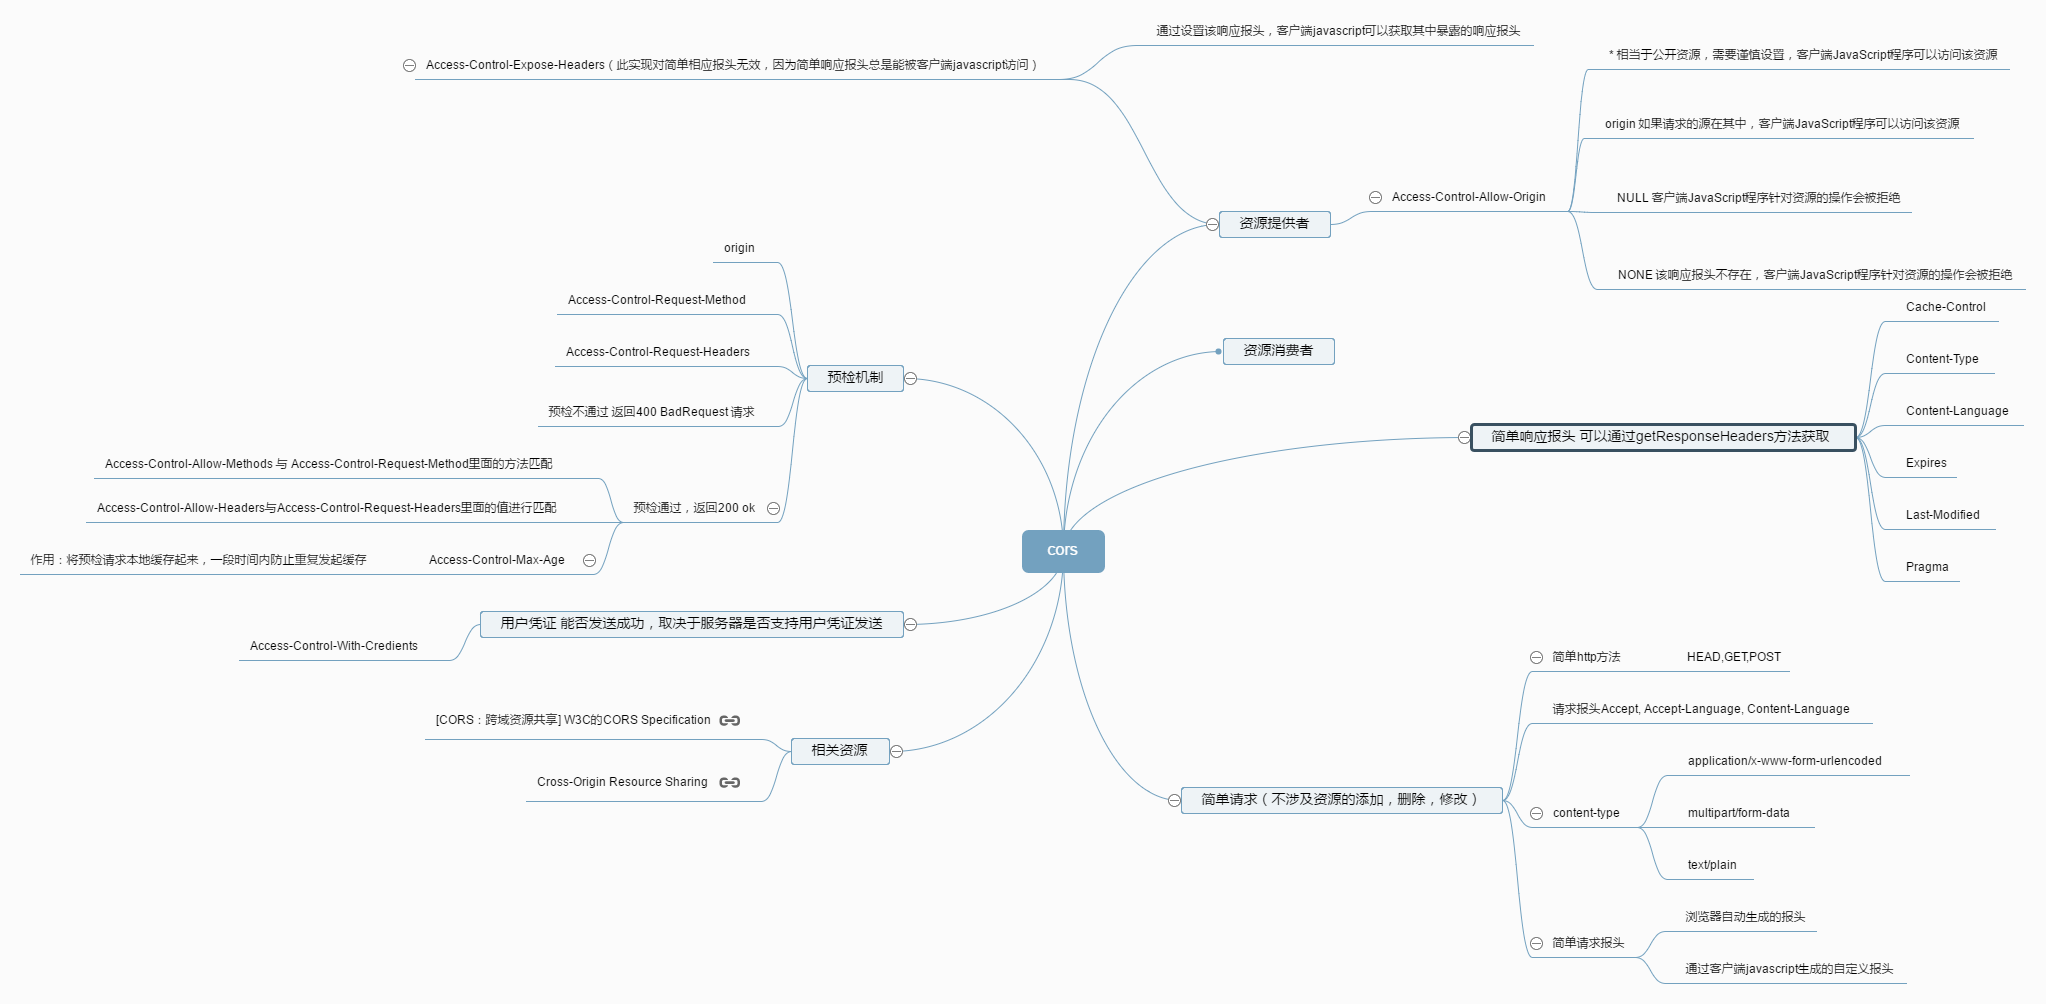 cors
资源提供者
Access-Control-Expose-Headers（此实现对简单相应报头无效，因为简单响应报头总是能被客户端javascript访问）
通过设置该响应报头，客户端javascript可以获取其中暴露的响应报头
Access-Control-Allow-Origin
* 相当于公开资源，需要谨慎设置，客户端JavaScript程序可以访问该资源
origin 如果请求的源在其中，客户端JavaScript程序可以访问该资源
NULL 客户端JavaScript程序针对资源的操作会被拒绝
NONE 该响应报头不存在，客户端JavaScript程序针对资源的操作会被拒绝
资源消费者
简单响应报头 可以通过getResponseHeaders方法获取
Cache-Control
Content-Type
Content-Language
Expires
Last-Modified
Pragma
简单请求（不涉及资源的添加，删除，修改）
简单http方法
HEAD,GET,POST
请求报头Accept, Accept-Language, Content-Language
content-type
application/x-www-form-urlencoded
multipart/form-data
text/plain
简单请求报头
浏览器自动生成的报头
通过客户端javascript生成的自定义报头
预检机制
origin
Access-Control-Request-Method
Access-Control-Request-Headers
预检不通过 返回400 BadRequest 请求
预检通过，返回200 ok
Access-Control-Allow-Methods 与 Access-Control-Request-Method里面的方法匹配
Access-Control-Allow-Headers与Access-Control-Request-Headers里面的值进行匹配
Access-Control-Max-Age
作用：将预检请求本地缓存起来，一段时间内防止重复发起缓存
用户凭证 能否发送成功，取决于服务器是否支持用户凭证发送
Access-Control-With-Credients
相关资源
[CORS：跨域资源共享] W3C的CORS Specification
Cross-Origin Resource Sharing